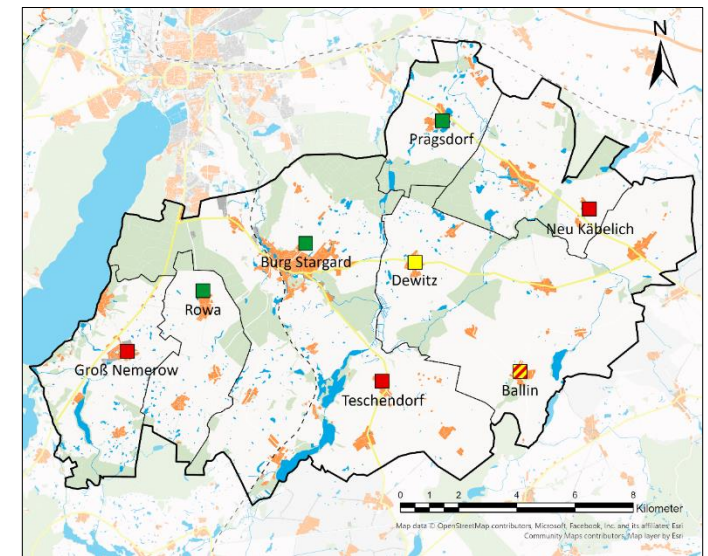 N
Pragsdorf
Neu Käbelich
Burg Stargard
Dewitz
Rowa
Groß Nemerow
Teschendorf
Ballin
0 1 2 4 6 8
Kilometer
Map data © OpenStreetMap contributors, Microsoft, Facebook, Inc. and its affiliates, Esri
Community Maps contributors, Map layer by Esri